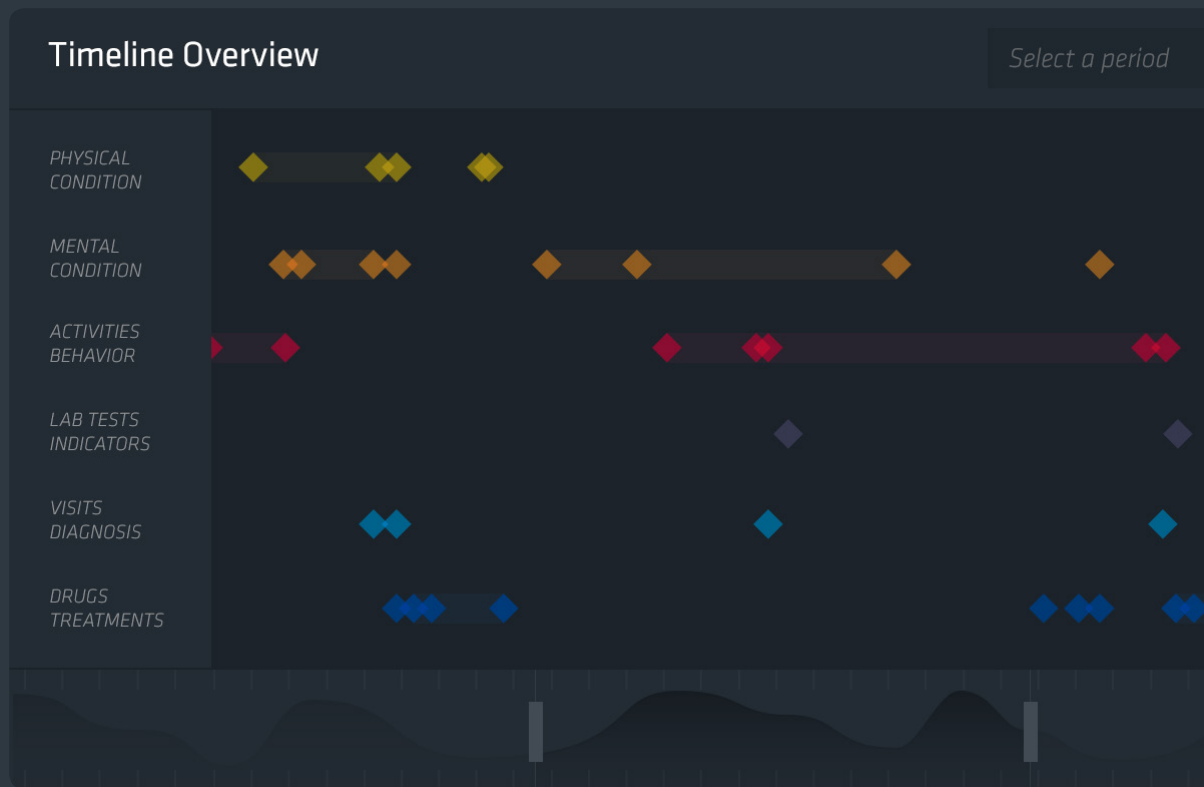 Timeline Overview
Select a period
PHYSICAL
CONDITION
MENTAL
CONDITION
ACTIVITIES
BEHAVIOR
LAB TESTS
INDICATORS
VISITS
DIAGNOSIS
DRUGS
TREATMENTS